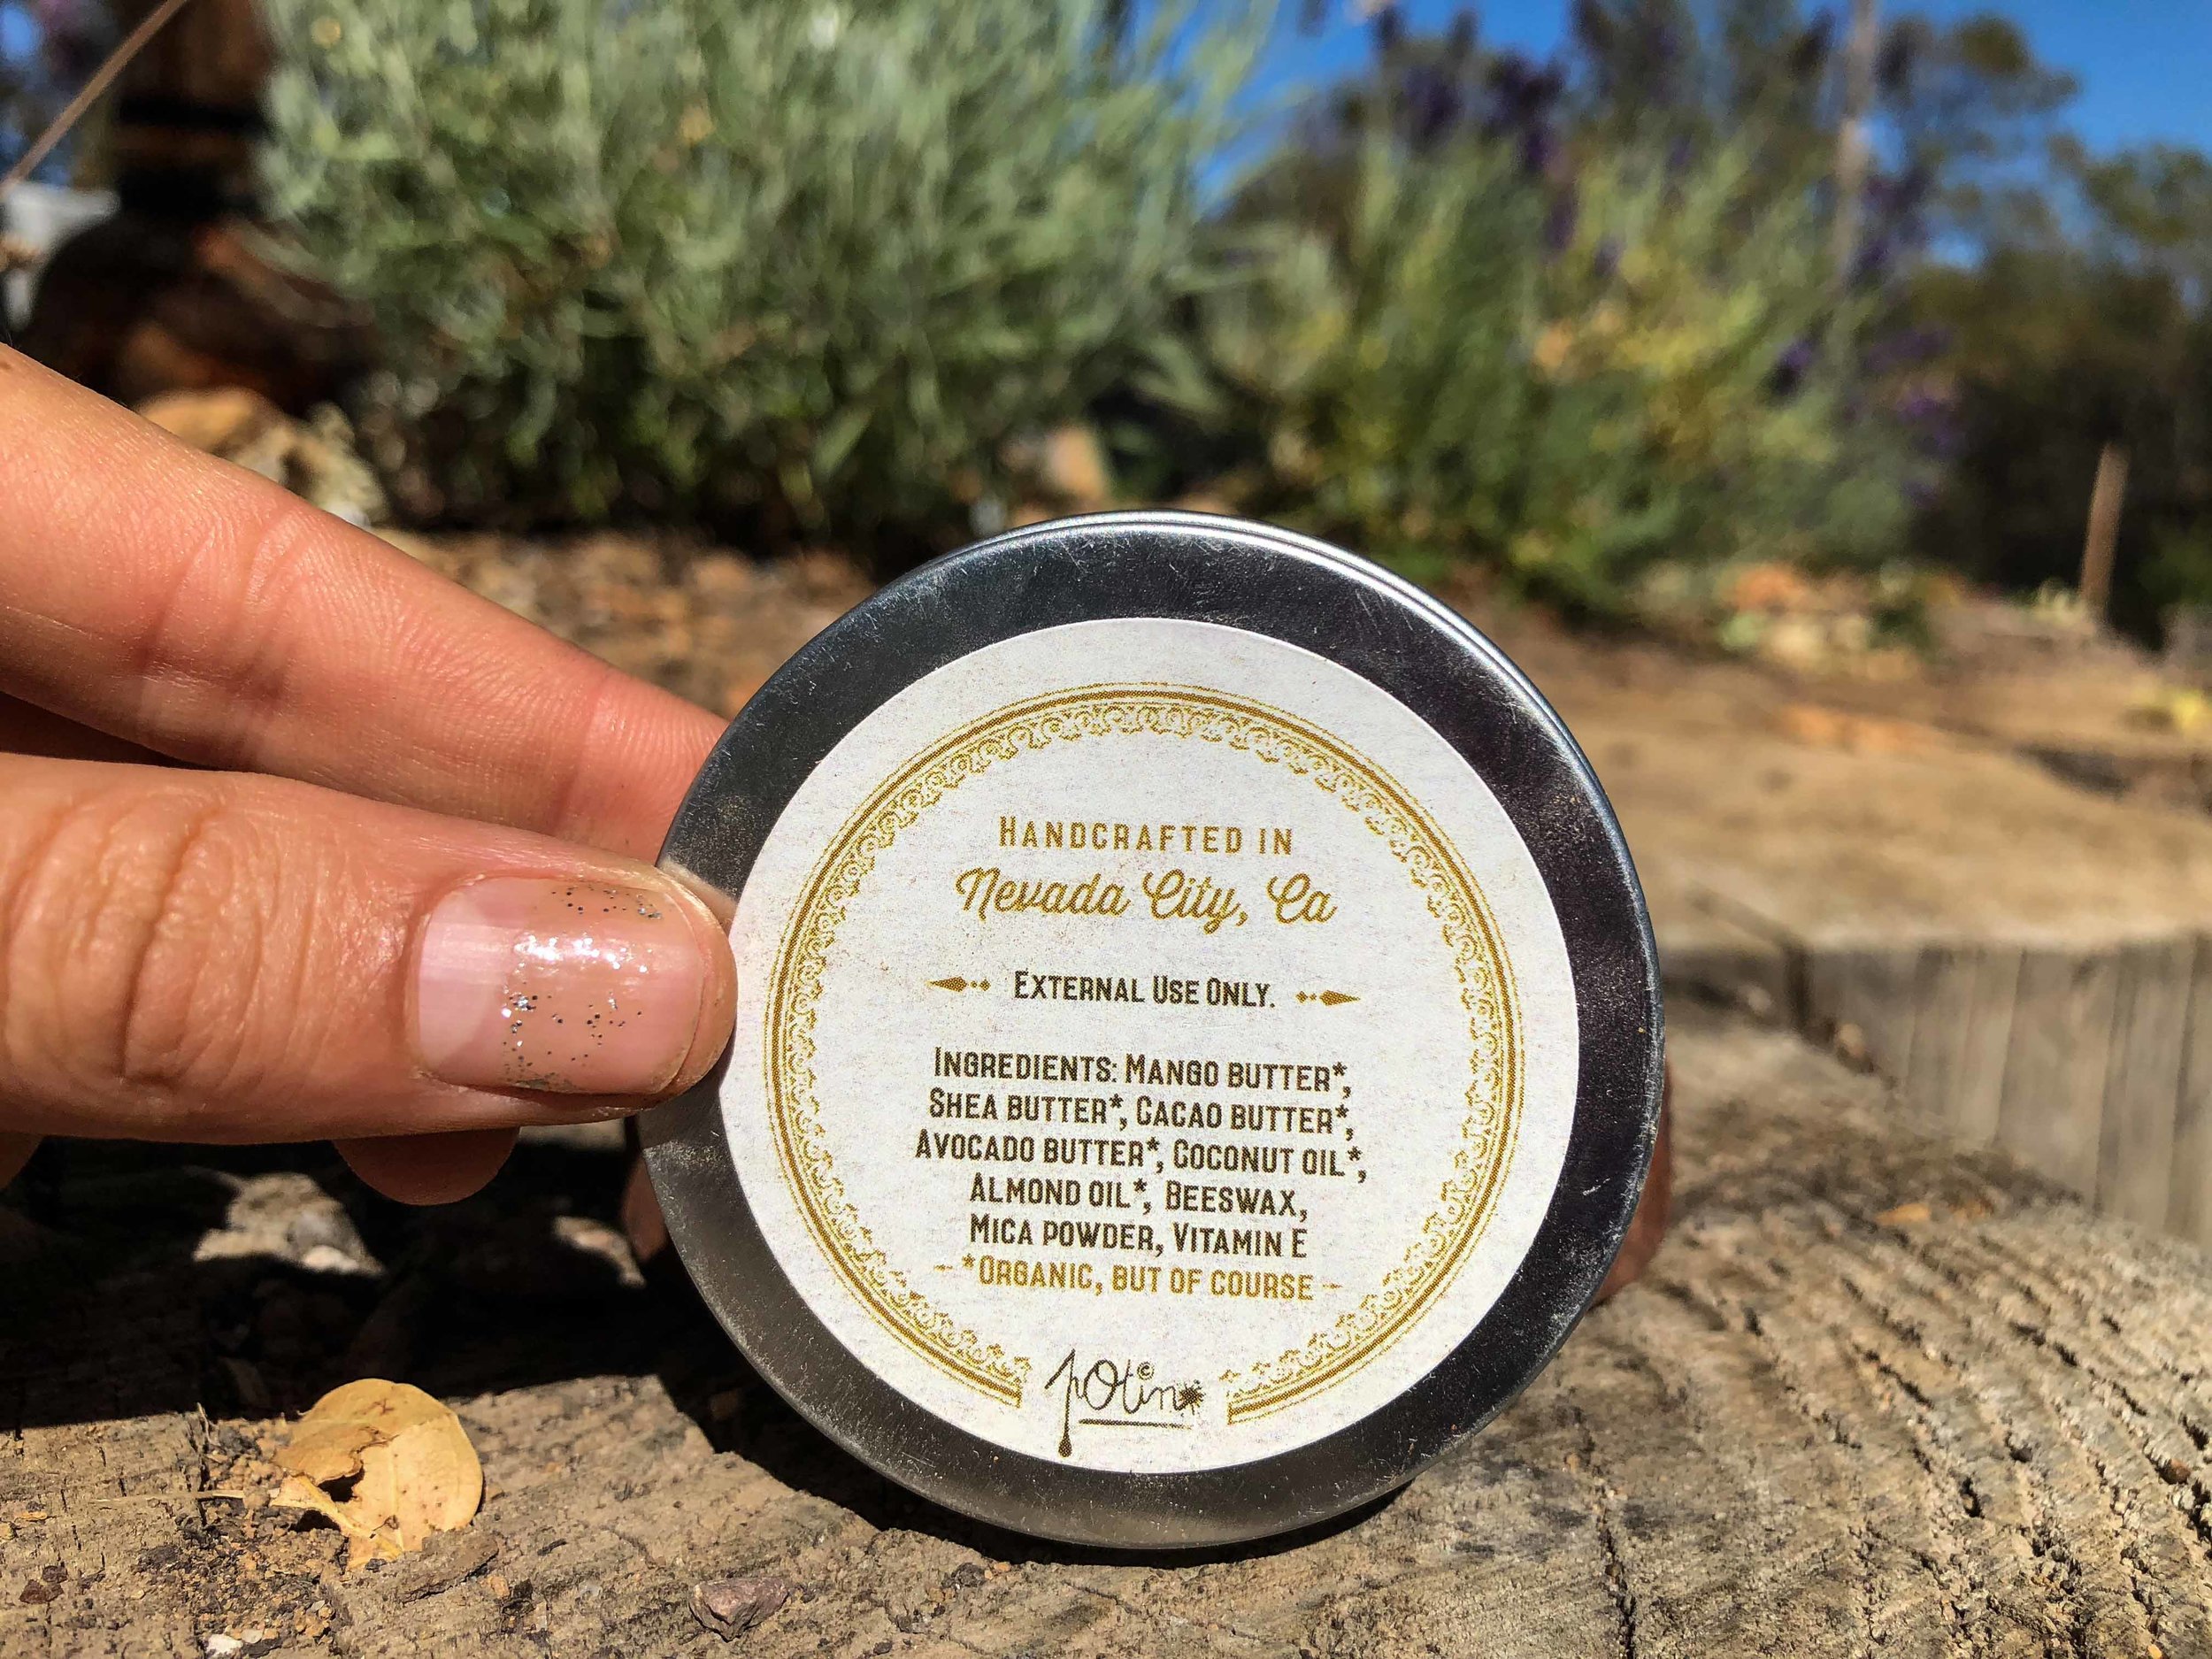 HANDCRAFTED IN
Nevada City, Ca
EXTERNAL USE ONLY.
INGREDIENTS: MANGO BUTTER*,
SHEA BUTTER*, CACAO BUTTER*,
AVOCADO BUTTER*, COCONUT OIL*,
ALMOND OIL*, BEESWAX,
MICA POWDER, VITAMIN E
- *ORGANIC, BUT OF COURSE -
pOtin ©